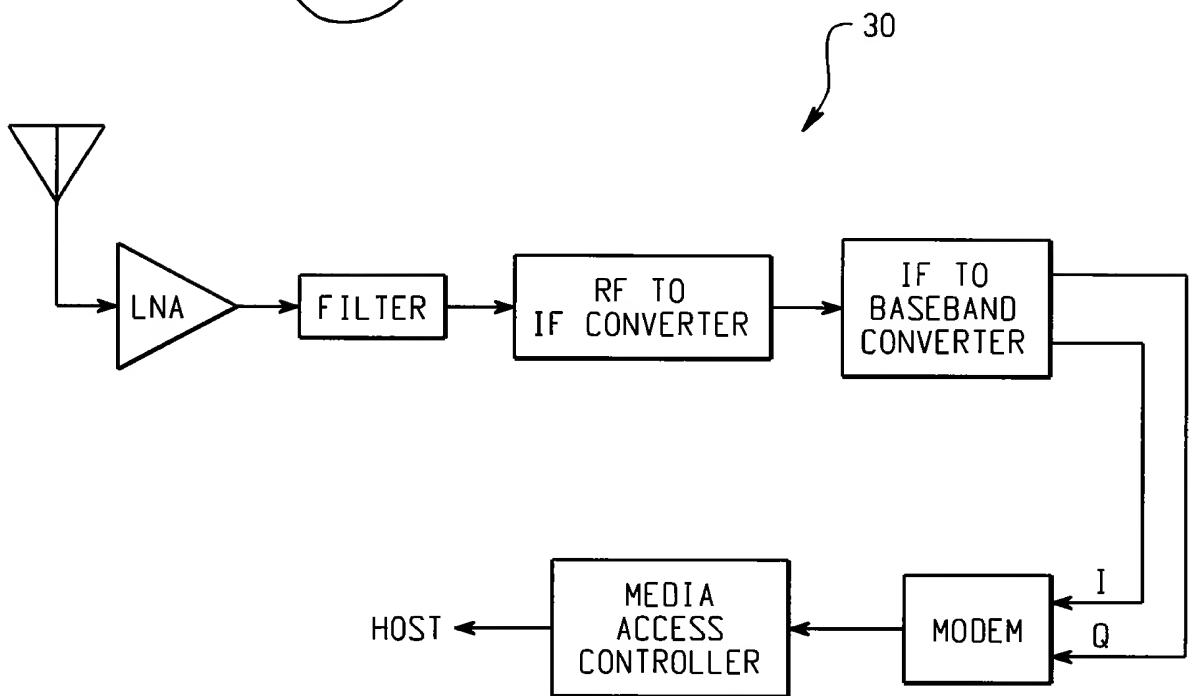 30
LNA
FILTER
RF TO
IF CONVERTER
IF TO
BASEBAND
CONVERTER
I
Q
MODEM
MEDIA
ACCESS
CONTROLLER
HOST